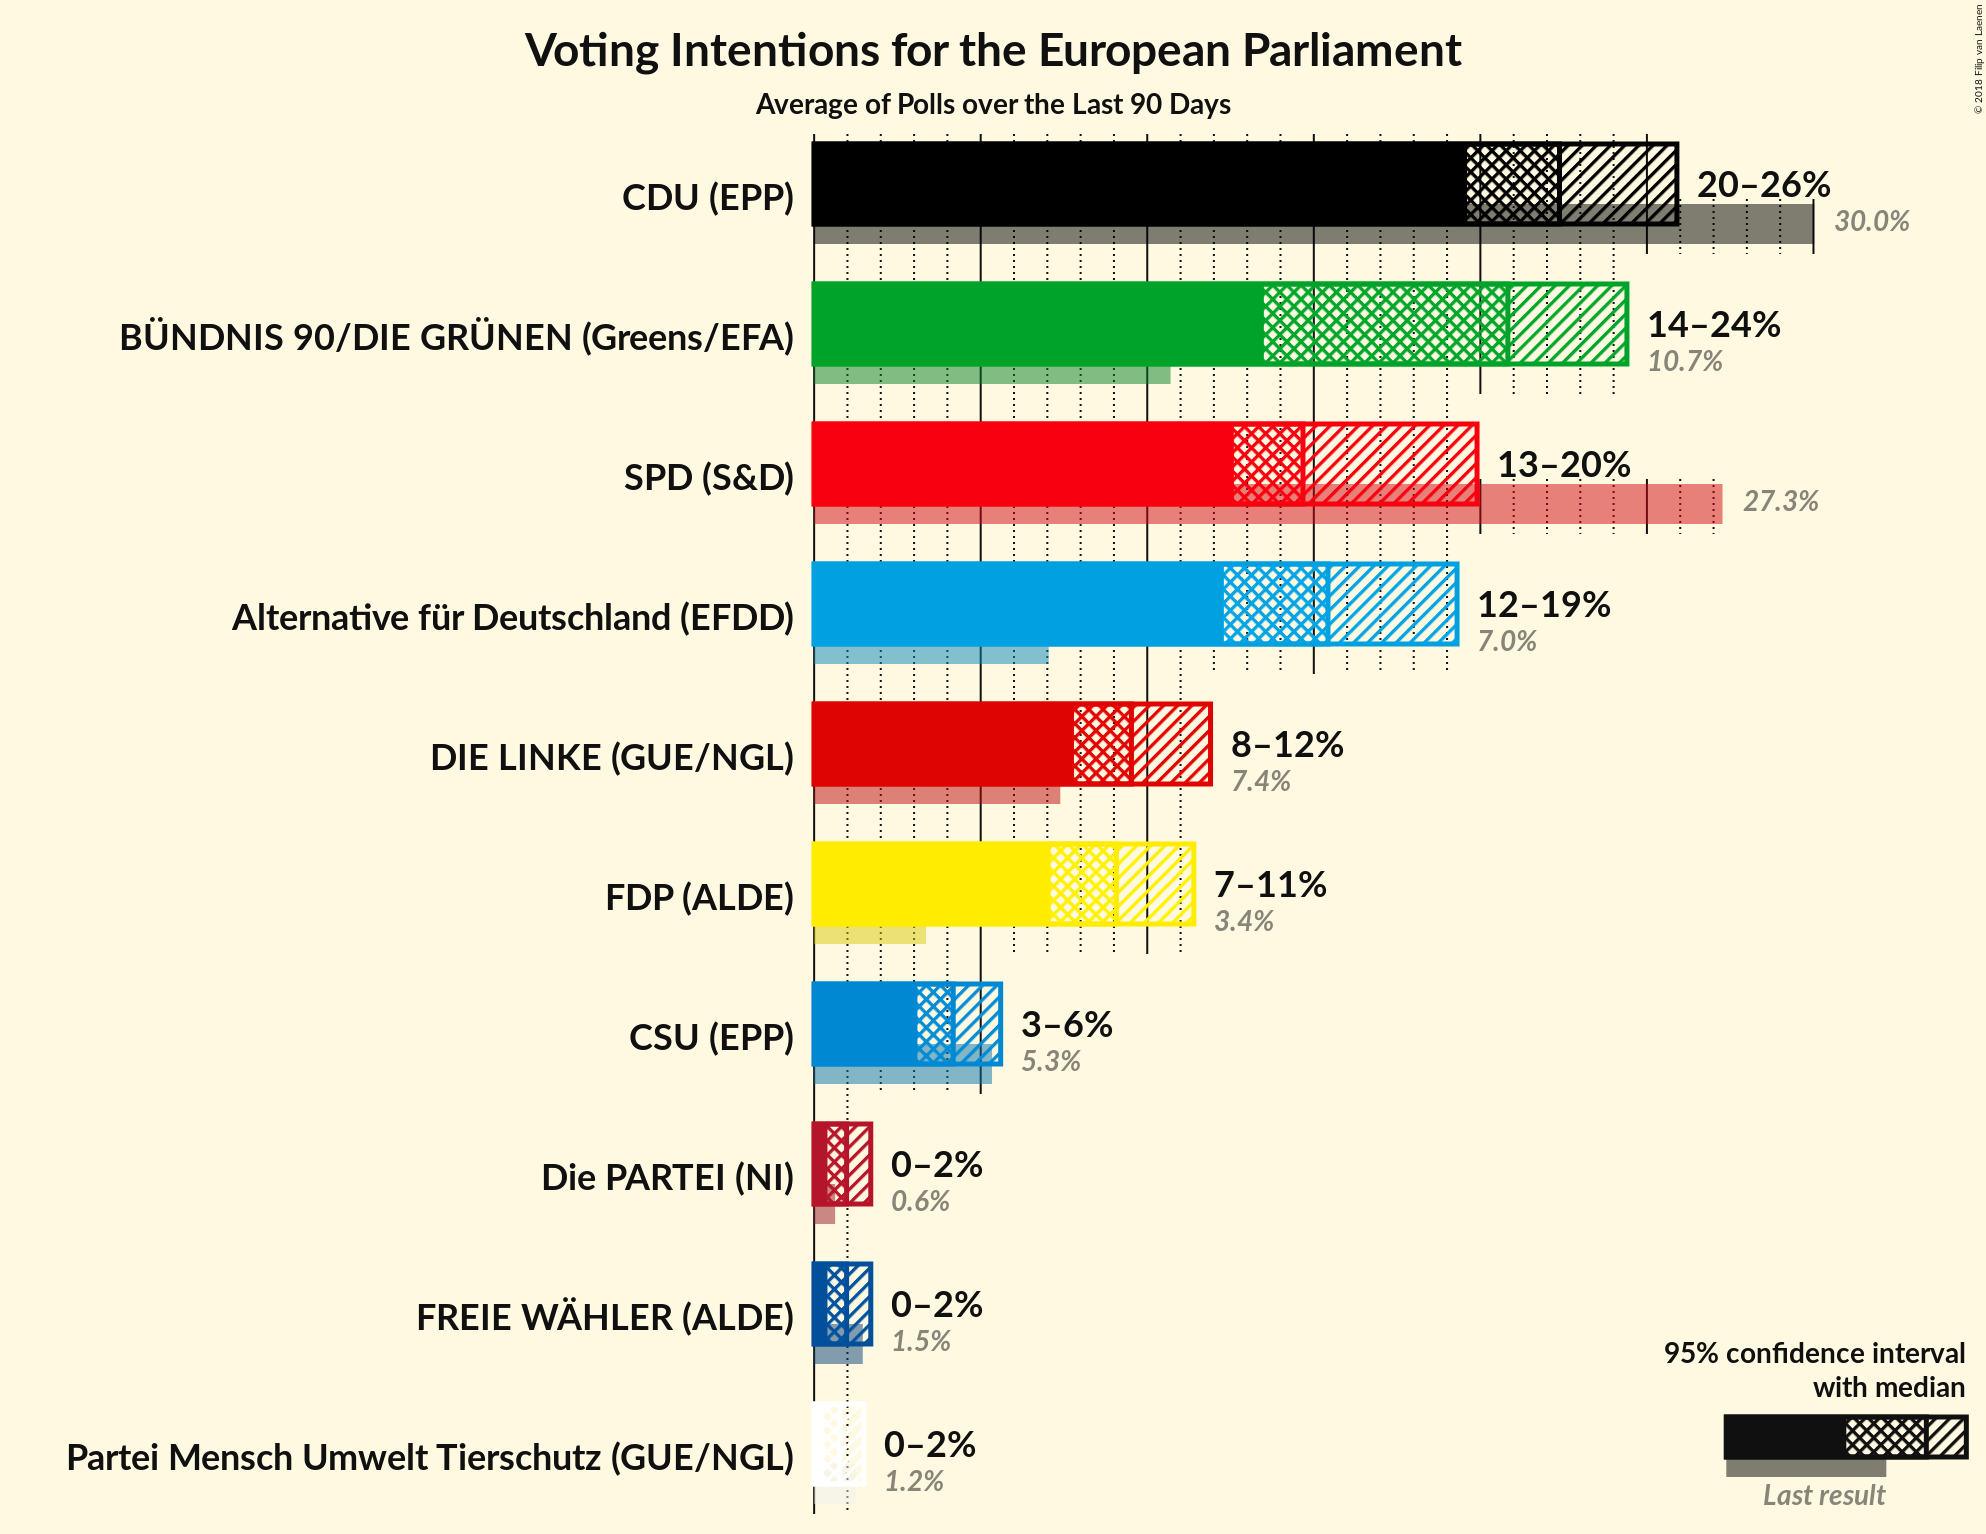 Voting Intentions for the European Parliament
Average of Polls over the Last 90 Days
© 2018 Filip van Laenen
CDU (EPP)
20–26%
30.0%
BÜNDNIS 90/DIE GRÜNEN (Greens/EFA)
14–24%
10.7%
SPD (S&D)
13–20%
27.3%
Alternative für Deutschland (EFDD)
12–19%
7.0%
DIE LINKE (GUE/NGL)
8–12%
7.4%
FDP (ALDE)
7–11%
3.4%
CSU (EPP)
3–6%
5.3%
Die PARTEI (NI)
0–2%
0.6%
FREIE WÄHLER (ALDE)
0–2%
1.5%
Partei Mensch Umwelt Tierschutz (GUE/NGL)
0–2%
1.2%
95% confidence interval
with median
Last result